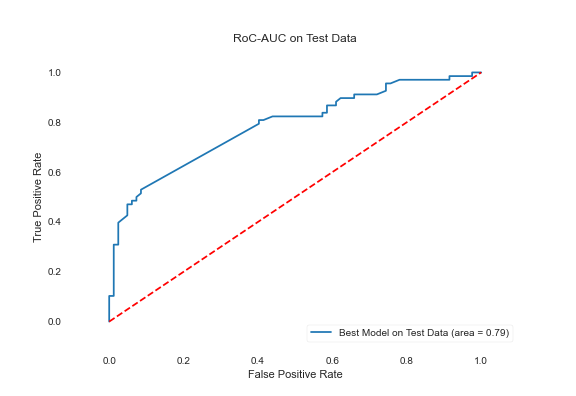 RoC-AUC on Test Data
1.0
0.8
0.6
0.4
0.2
0.0
True Positive Rate
Best Model on Test Data (area = 0.79)
0.0 0.2 0.4 0.6 0.8 1.0
False Positive Rate